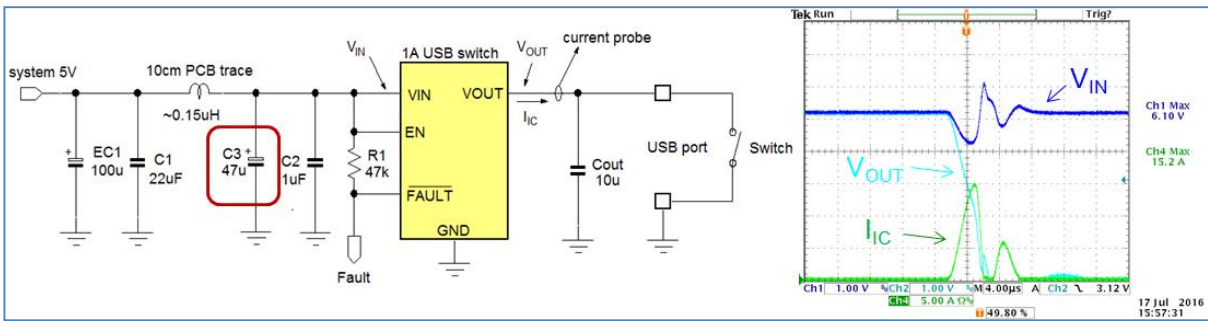 system 5V
10cm PCB trace
~0.15uH
EC1
100u
+
C1
22uF
C3
47u
+
C2
1uF
R1
47k
Fault
VIN
1A USB switch
VIN
EN
FAULT
GND
VOUT
VOUT
IIC
current probe
Cout
10u
USB port
Switch
Tek Run
Trig?
VIN
VOUT
IIC
Ch1 Max
6.10 V
Ch4 Max
15.2 A
Ch1 1.00 V Ch2 1.00 V M 4.00µs A Ch2 3.12 V
Ch4 5.00 A Ω
49.80 %
17 Jul 2016
15:57:31